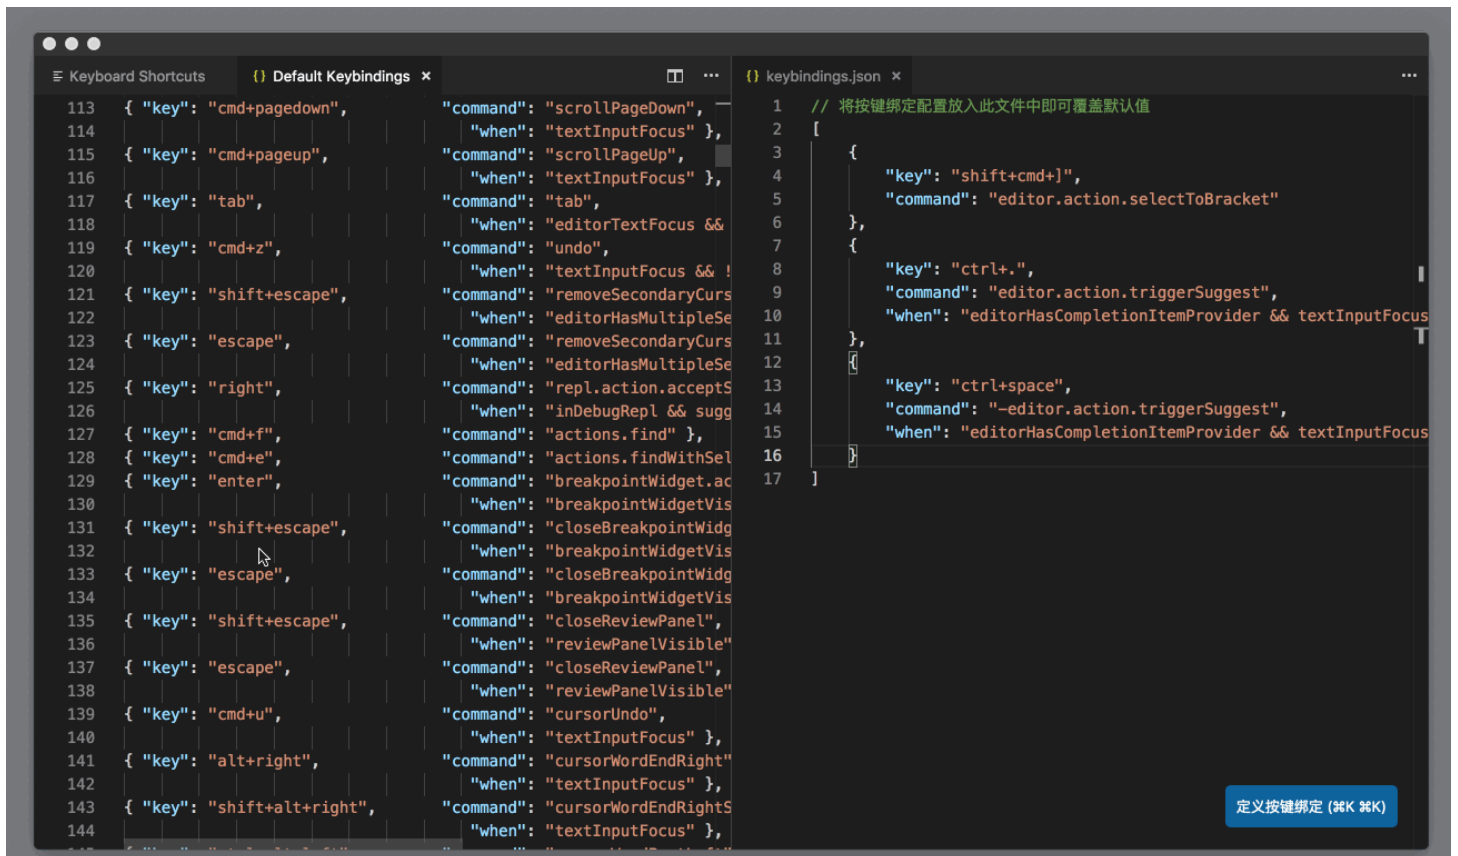 Keyboard Shortcuts
{} Default Keybindings ×
113 { "key": "cmd+pagedown", "command": "scrollPageDown",
114 "when": "textInputFocus" },
115 { "key": "cmd+pageup", "command": "scrollPageUp",
116 "when": "textInputFocus" },
117 { "key": "tab", "command": "tab",
118 "when": "editorTextFocus &&
119 { "key": "cmd+z", "command": "undo",
120 "when": "textInputFocus && !
121 { "key": "shift+escape", "command": "removeSecondaryCurs
122 "when": "editorHasMultipleSe
123 { "key": "escape", "command": "removeSecondaryCurs
124 "when": "editorHasMultipleSe
125 { "key": "right", "command": "repl.action.acceptS
126 "when": "inDebugRepl && sugg
127 { "key": "cmd+f", "command": "actions.find" },
128 { "key": "cmd+e", "command": "actions.findWithSel
129 { "key": "enter", "command": "breakpointWidget.ac
130 "when": "breakpointWidgetVis
131 { "key": "shift+escape", "command": "closeBreakpointWidg
132 "when": "breakpointWidgetVis
133 { "key": "escape", "command": "closeBreakpointWidg
134 "when": "breakpointWidgetVis
135 { "key": "shift+escape", "command": "closeReviewPanel",
136 "when": "reviewPanelVisible"
137 { "key": "escape", "command": "closeReviewPanel",
138 "when": "reviewPanelVisible"
139 { "key": "cmd+u", "command": "cursorUndo",
140 "when": "textInputFocus" },
141 { "key": "alt+right", "command": "cursorWordEndRight"
142 "when": "textInputFocus" },
143 { "key": "shift+alt+right", "command": "cursorWordEndRightS
144 "when": "textInputFocus" },
{} keybindings.json ×
1 // 将按键绑定配置放入此文件中即可覆盖默认值
2 [
3 {
4 "key": "shift+cmd+]",
5 "command": "editor.action.selectToBracket"
6 },
7 {
8 "key": "ctrl+.",
9 "command": "editor.action.triggerSuggest",
10 "when": "editorHasCompletionItemProvider && textInputFocus
11 },
12 {
13 "key": "ctrl+space",
14 "command": "-editor.action.triggerSuggest",
15 "when": "editorHasCompletionItemProvider && textInputFocus
16 }
17 ]
定义按键绑定 (⌘K ⌘K)